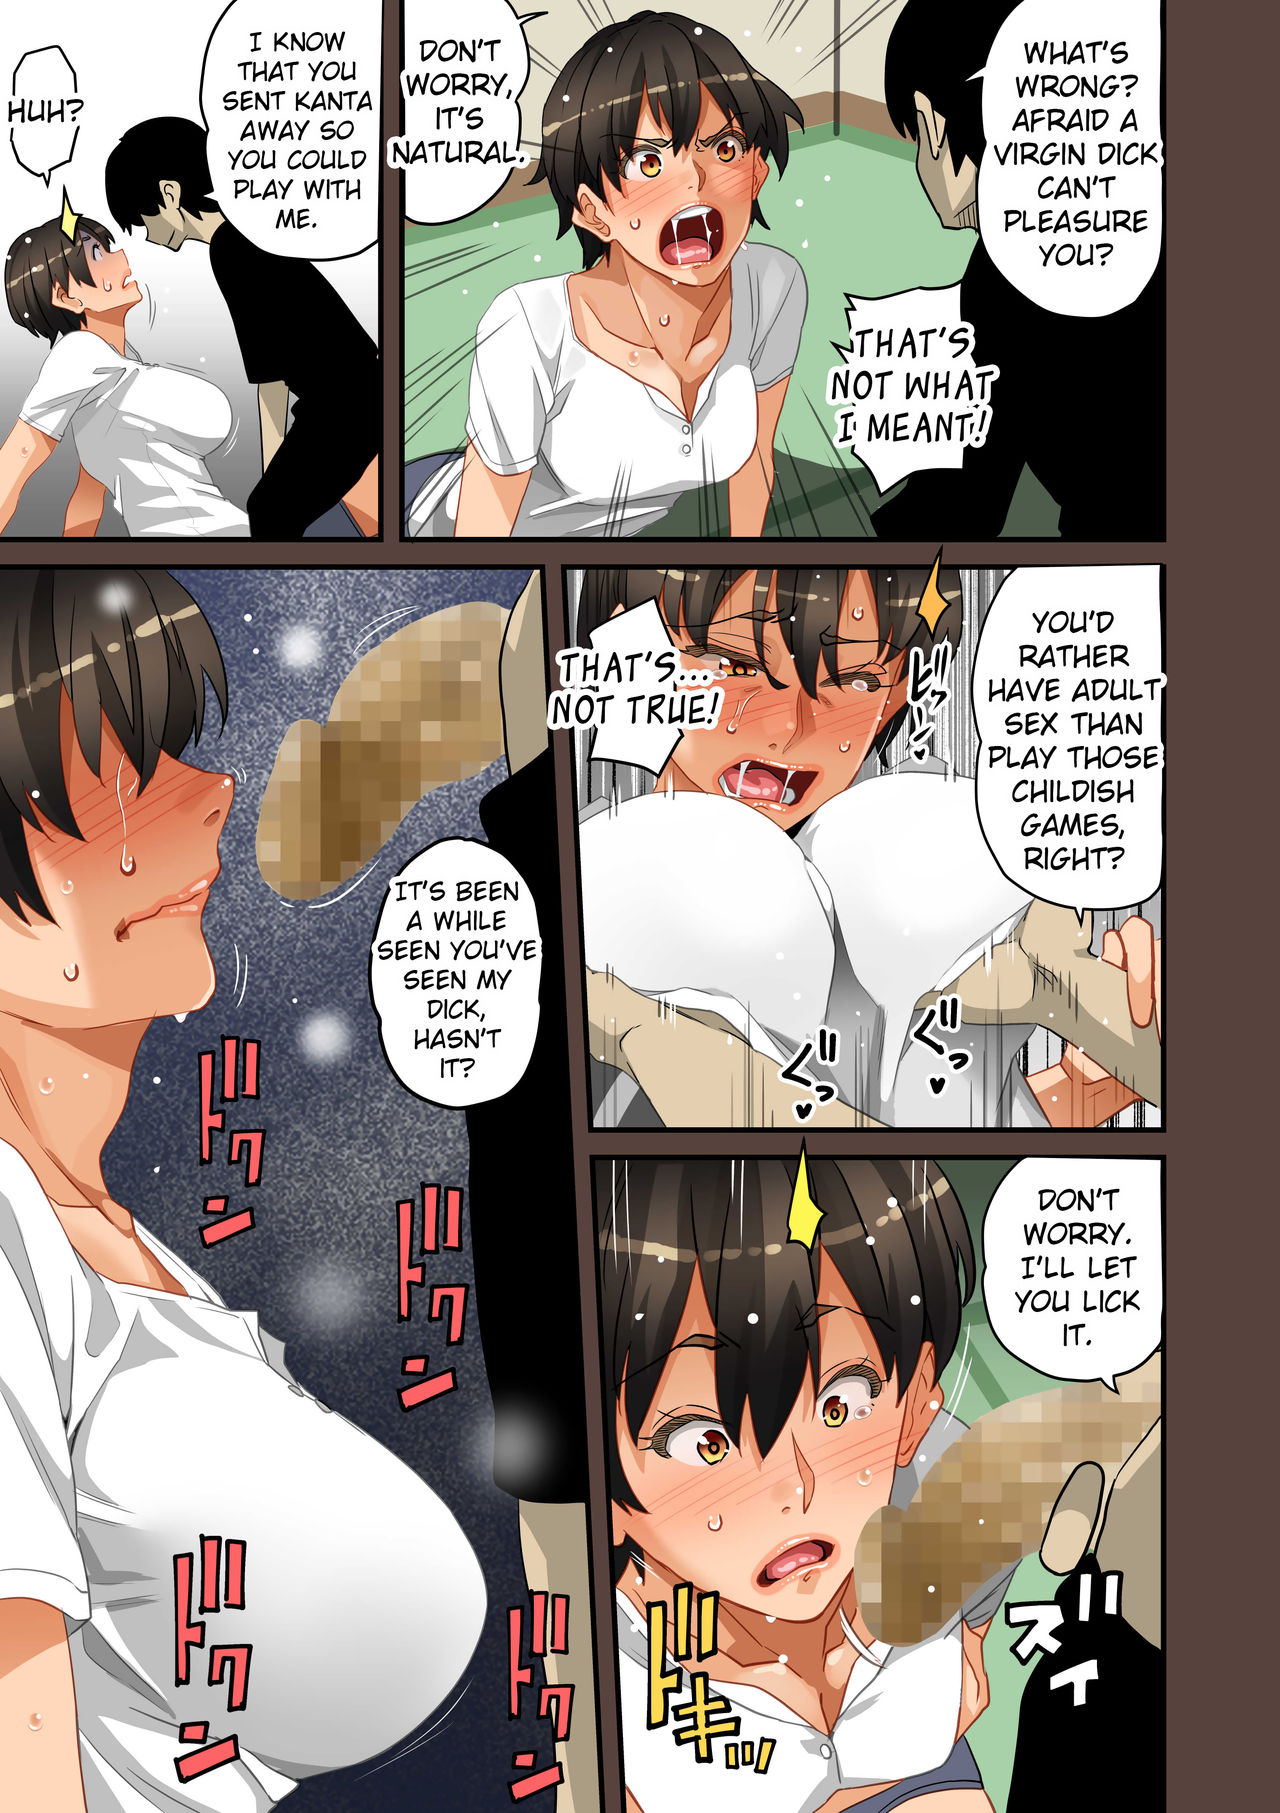 WHAT'S
WRONG?
AFRAID A
VIRGIN DICK
CAN'T
PLEASURE
YOU?
THAT'S
NOT WHAT
I MEANT!
DON'T
WORRY,
IT'S
NATURAL.
I KNOW
THAT YOU
SENT KANTA
AWAY SO
YOU COULD
PLAY WITH
ME.
HUH?
YOU'D
RATHER
HAVE ADULT
SEX THAN
PLAY THOSE
CHILDISH
GAMES,
RIGHT?
THAT'S...
NOT TRUE!
ビクッ
ぐっ
ぐっ
DON'T
WORRY.
I'LL LET
YOU LICK
IT.
ズイ
ドキッ
IT'S BEEN
A WHILE
SEEN YOU'VE
SEEN MY
DICK,
HASN'T
IT?
ドクン
ドクン
ドクン
ドクン